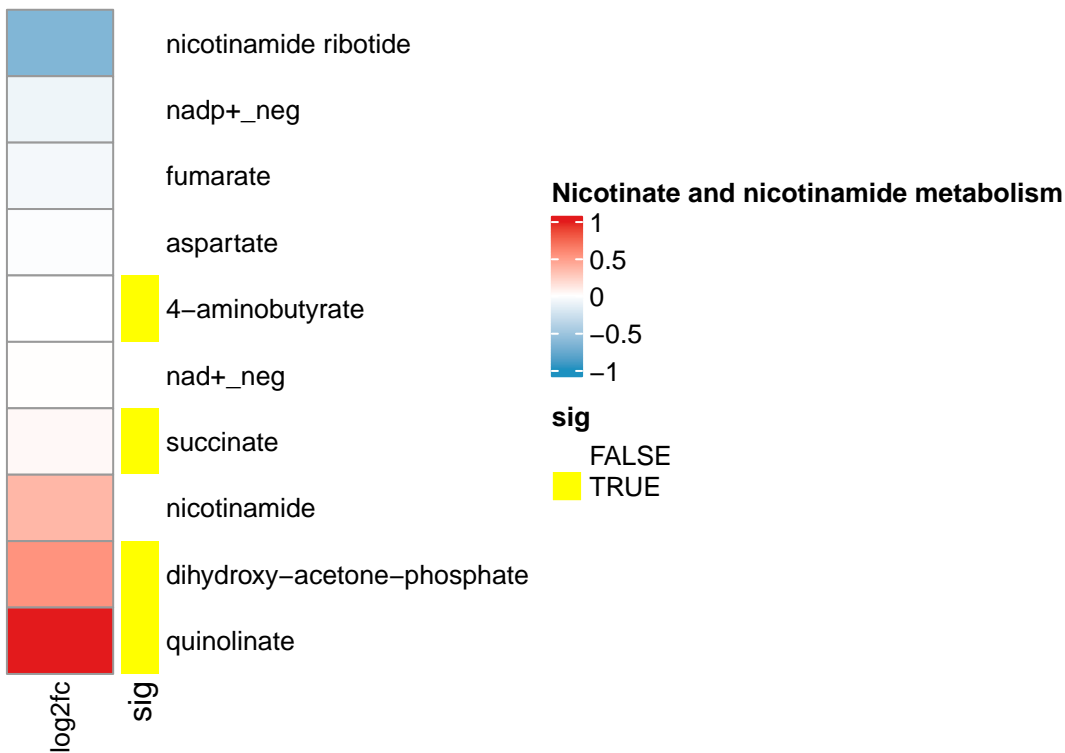 nicotinamide ribotide
nadp+_neg
fumarate
aspartate
4−aminobutyrate
nad+_neg
succinate
nicotinamide
dihydroxy−acetone−phosphate
quinolinate
log2fc
sig
Nicotinate and nicotinamide metabolism
1
0.5
0
−0.5
−1
sig
FALSE
TRUE